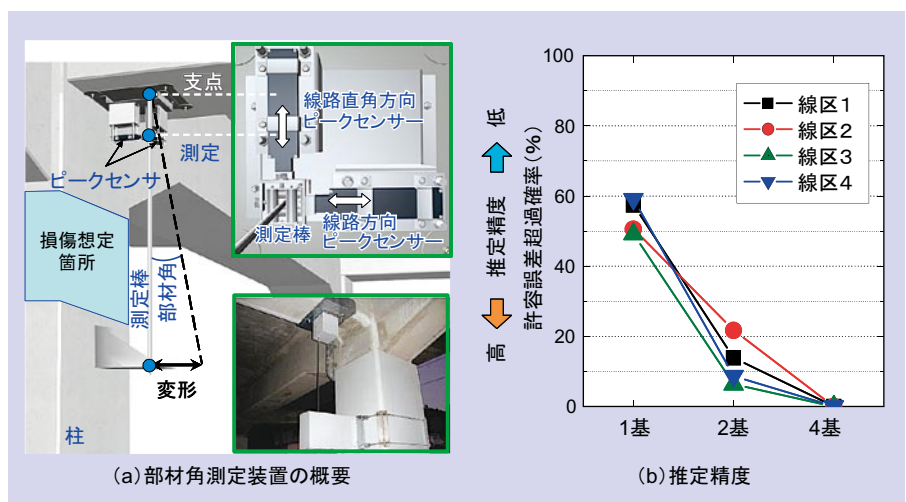 支点
測定
ピークセンサ
損傷想定
箇所
測定棒
部材角
変形
柱
線路直角方向
ピークセンサー
測定棒
線路方向
ピークセンサー
(a)部材角測定装置の概要
高 推定精度 低
許容誤差超過確率(%)
100
80
60
40
20
0
1基
2基
4基
線区1
線区2
線区3
線区4
(b)推定精度